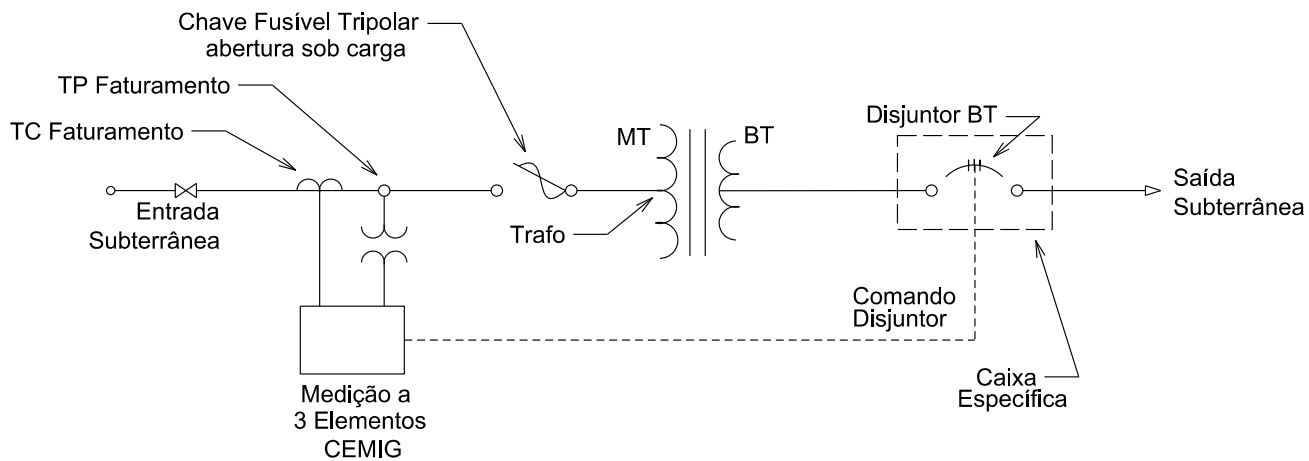 Chave Fusível Tripolar
abertura sob carga
TP Faturamento
TC Faturamento
MT
BT
Disjuntor BT
Entrada
Subterrânea
Trafo
Saída
Subterrânea
Comando
Disjuntor
Caixa
Específica
Medição a
3 Elementos
CEMIG